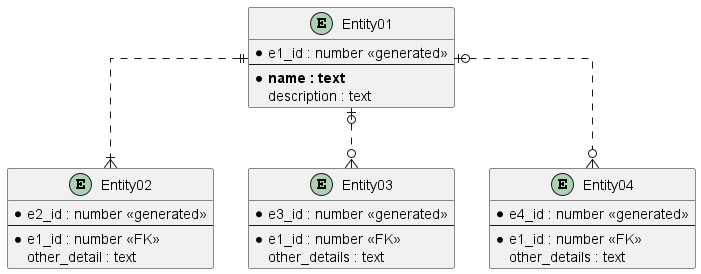 E Entity01
• e1_id : number «generated»
• name : text
description : text
E Entity02
• e2_id : number «generated»
• e1_id : number «FK»
other_detail : text
E Entity03
• e3_id : number «generated»
• e1_id : number «FK»
other_details : text
E Entity04
• e4_id : number «generated»
• e1_id : number «FK»
other_details : text